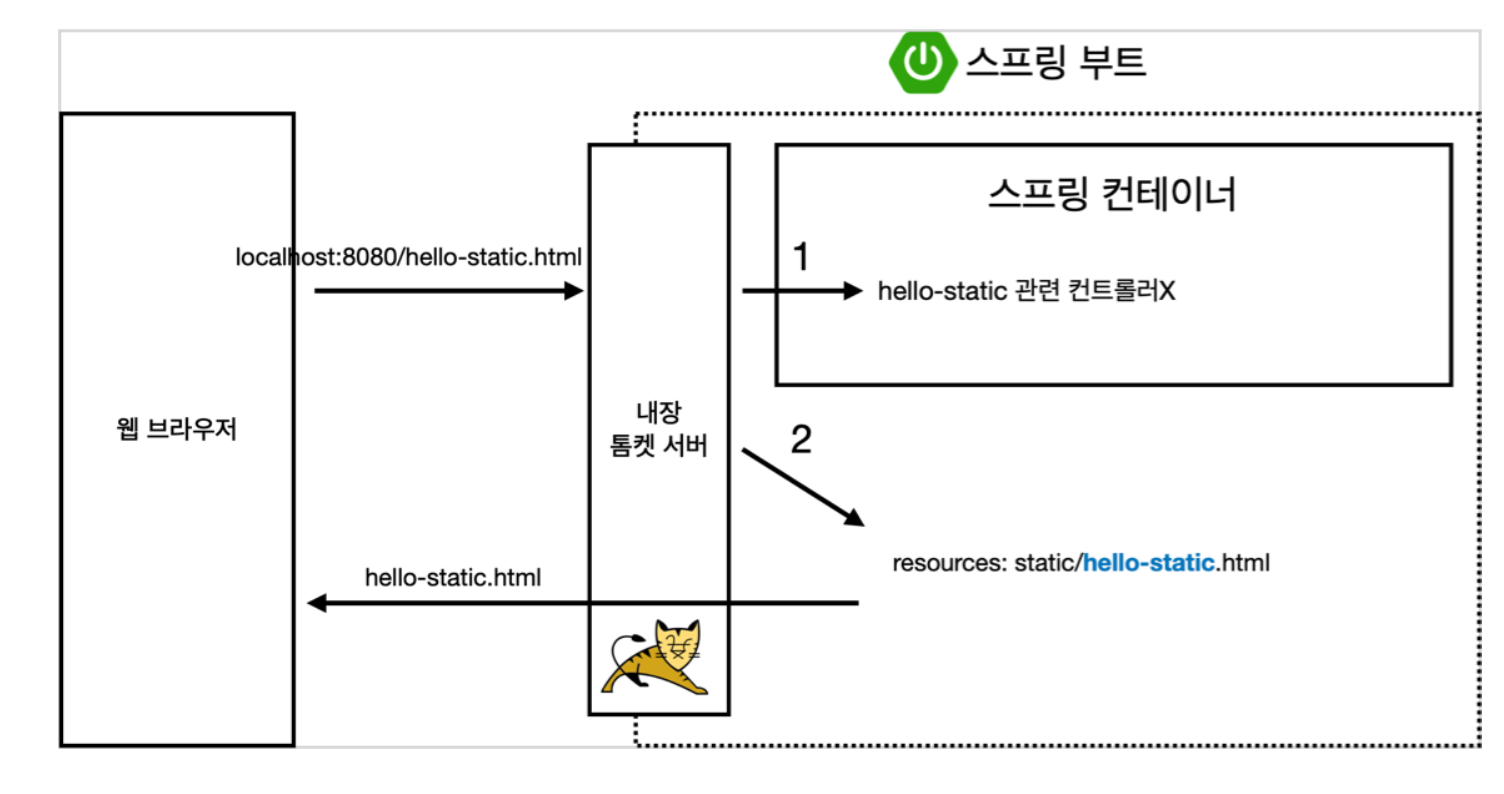 스프링 부트
스프링 컨테이너
localhost:8080/hello-static.html
1
hello-static 관련 컨트롤러X
웹 브라우저
내장
톰켓 서버
2
resources: static/hello-static.html
hello-static.html